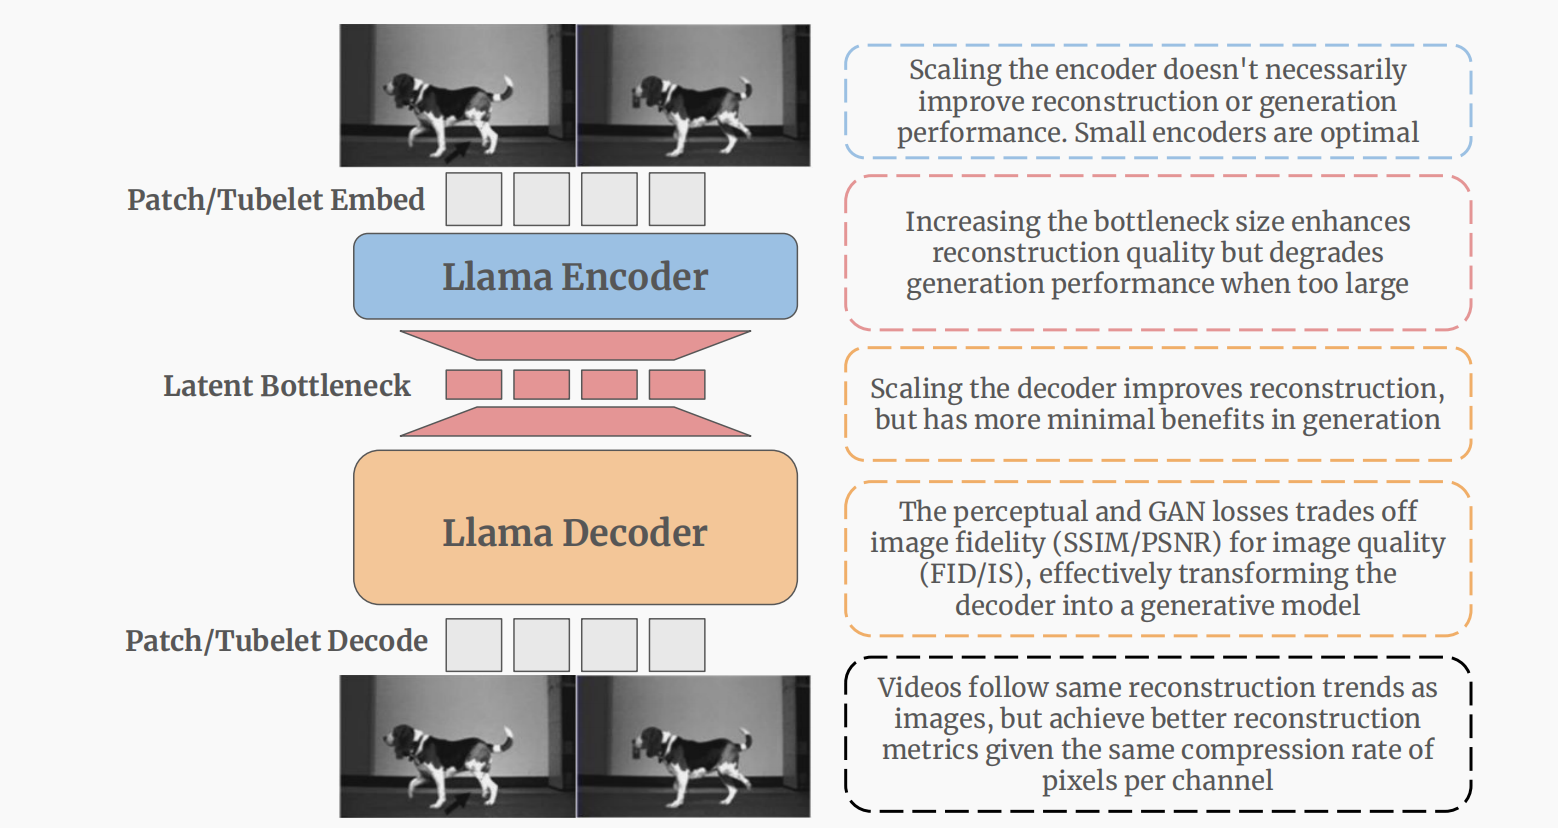 Patch/Tubelet Embed
Llama Encoder
Latent Bottleneck
Llama Decoder
Patch/Tubelet Decode
Scaling the encoder doesn't necessarily
improve reconstruction or generation
performance. Small encoders are optimal
Increasing the bottleneck size enhances
reconstruction quality but degrades
generation performance when too large
Scaling the decoder improves reconstruction,
but has more minimal benefits in generation
The perceptual and GAN losses trades off
image fidelity (SSIM/PSNR) for image quality
(FID/IS), effectively transforming the
decoder into a generative model
Videos follow same reconstruction trends as
images, but achieve better reconstruction
metrics given the same compression rate of
pixels per channel